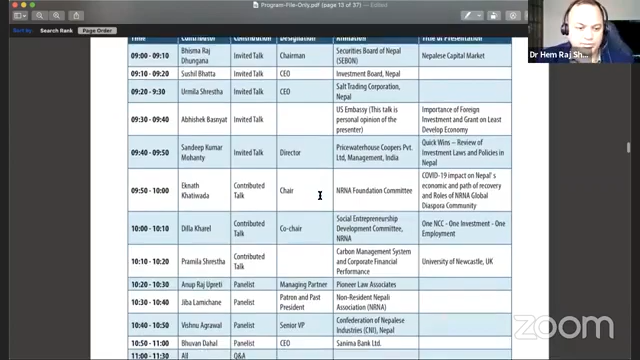 Program-File-Only.pdf (page 13 of 37) — Edited
Sort by: Search Rank Page Order
Dr Hem Raj Sh...
Time Contributor Contribution Designation Affiliation Title of Presentation
09:00 - 09:10 Bhisma Raj Dhungana Invited Talk Chairman Securities Board of Nepal (SEBON) Nepalese Capital Market
09:10 - 09:20 Sushil Bhatta Invited Talk CEO Investment Board, Nepal
09:20 - 9:30 Urmila Shrestha Invited Talk CEO Salt Trading Corporation, Nepal
09:30 - 09:40 Abhishek Basnyat Invited Talk US Embassy (This talk is personal opinion of the presenter) Importance of Foreign Investment and Grant on Least Develop Economy
09:40 - 09:50 Sandeep Kumar Mohanty Invited Talk Director Pricewaterhouse Coopers Pvt. Ltd, Management, India Quick Wins – Review of Investment Laws and Policies in Nepal
09:50 - 10:00 Eknath Khatiwada Contributed Talk Chair NRNA Foundation Committee COVID-19 impact on Nepal's economic and path of recovery and Roles of NRNA Global Diaspora Community
10:00 - 10:10 Dilla Kharel Contributed Talk Co-chair Social Entrepreneurship Development Committee, NRNA One NCC - One Investment - One Employment
10:10 - 10:20 Pramila Shrestha Contributed Talk Carbon Management System and Corporate Financial Performance University of Newcastle, UK
10:20 - 10:30 Anup Raj Upreti Panelist Managing Partner Pioneer Law Associates
10:30 - 10:40 Jiba Lamichane Panelist Patron and Past President Non-Resident Nepali Association (NRNA)
10:40 - 10:50 Vishnu Agrawal Panelist Senior VP Confederation of Nepalese Industries (CNI), Nepal
10:50 - 11:00 Bhuvan Dahal Panelist CEO Sanima Bank Ltd.
11:00 - 11:30 All Q&A
zoom